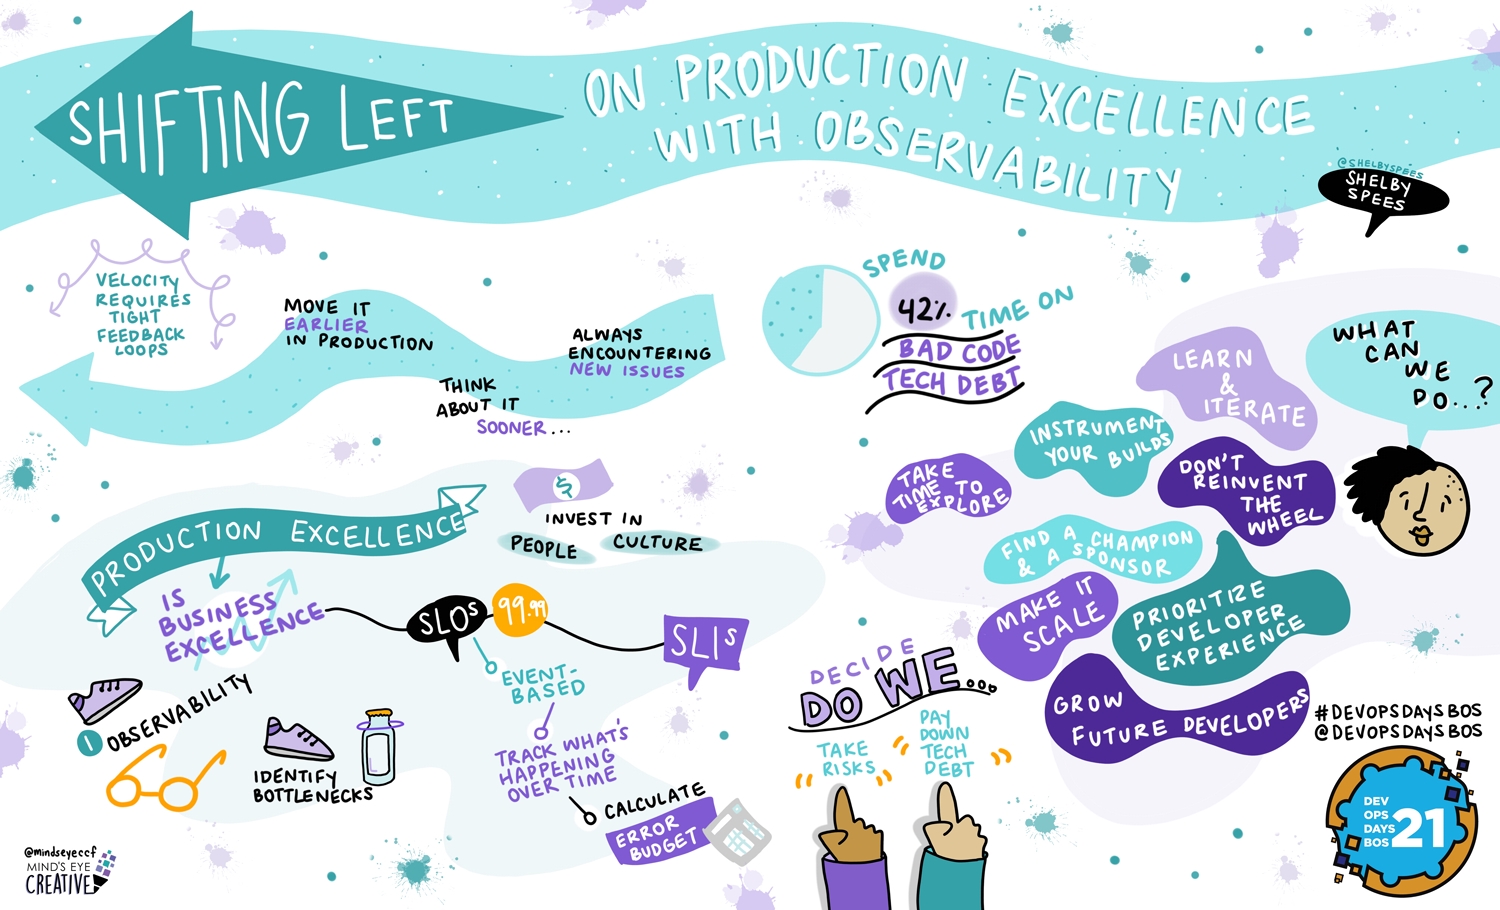 SHIFTING LEFT
ON PRODUCTION EXCELLENCE
WITH OBSERVABILITY
@SHELBYSPEES
SHELBY
SPEES
VELOCITY
REQUIRES
TIGHT
FEEDBACK
LOOPS
MOVE IT
EARLIER
IN PRODUCTION
THINK
ABOUT IT
SOONER...
ALWAYS
ENCOUNTERING
NEW ISSUES
SPEND
42%
TIME ON
BAD CODE
TECH DEBT
WHAT
CAN
WE
DO...?
LEARN
&
ITERATE
INSTRUMENT
YOUR BUILDS
TAKE
TIME TO
EXPLORE
DON'T
REINVENT
THE
WHEEL
FIND A CHAMPION
& A SPONSOR
MAKE IT
SCALE
PRIORITIZE
DEVELOPER
EXPERIENCE
GROW
FUTURE DEVELOPERS
PRODUCTION EXCELLENCE
IS
BUSINESS
EXCELLENCE
$
INVEST IN
PEOPLE
CULTURE
SLOs
99.99
SLIs
EVENT-
BASED
TRACK WHAT'S
HAPPENING
OVER TIME
CALCULATE
ERROR
BUDGET
1 OBSERVABILITY
IDENTIFY
BOTTLENECKS
DECIDE
DO WE...
TAKE
RISKS
PAY
DOWN
TECH
DEBT
#DEVOPSDAYSBOS
@DEVOPSDAYSBOS
DEV
OPS
DAYS
BOS
21
@mindseyeccf
MIND'S EYE
CREATIVE